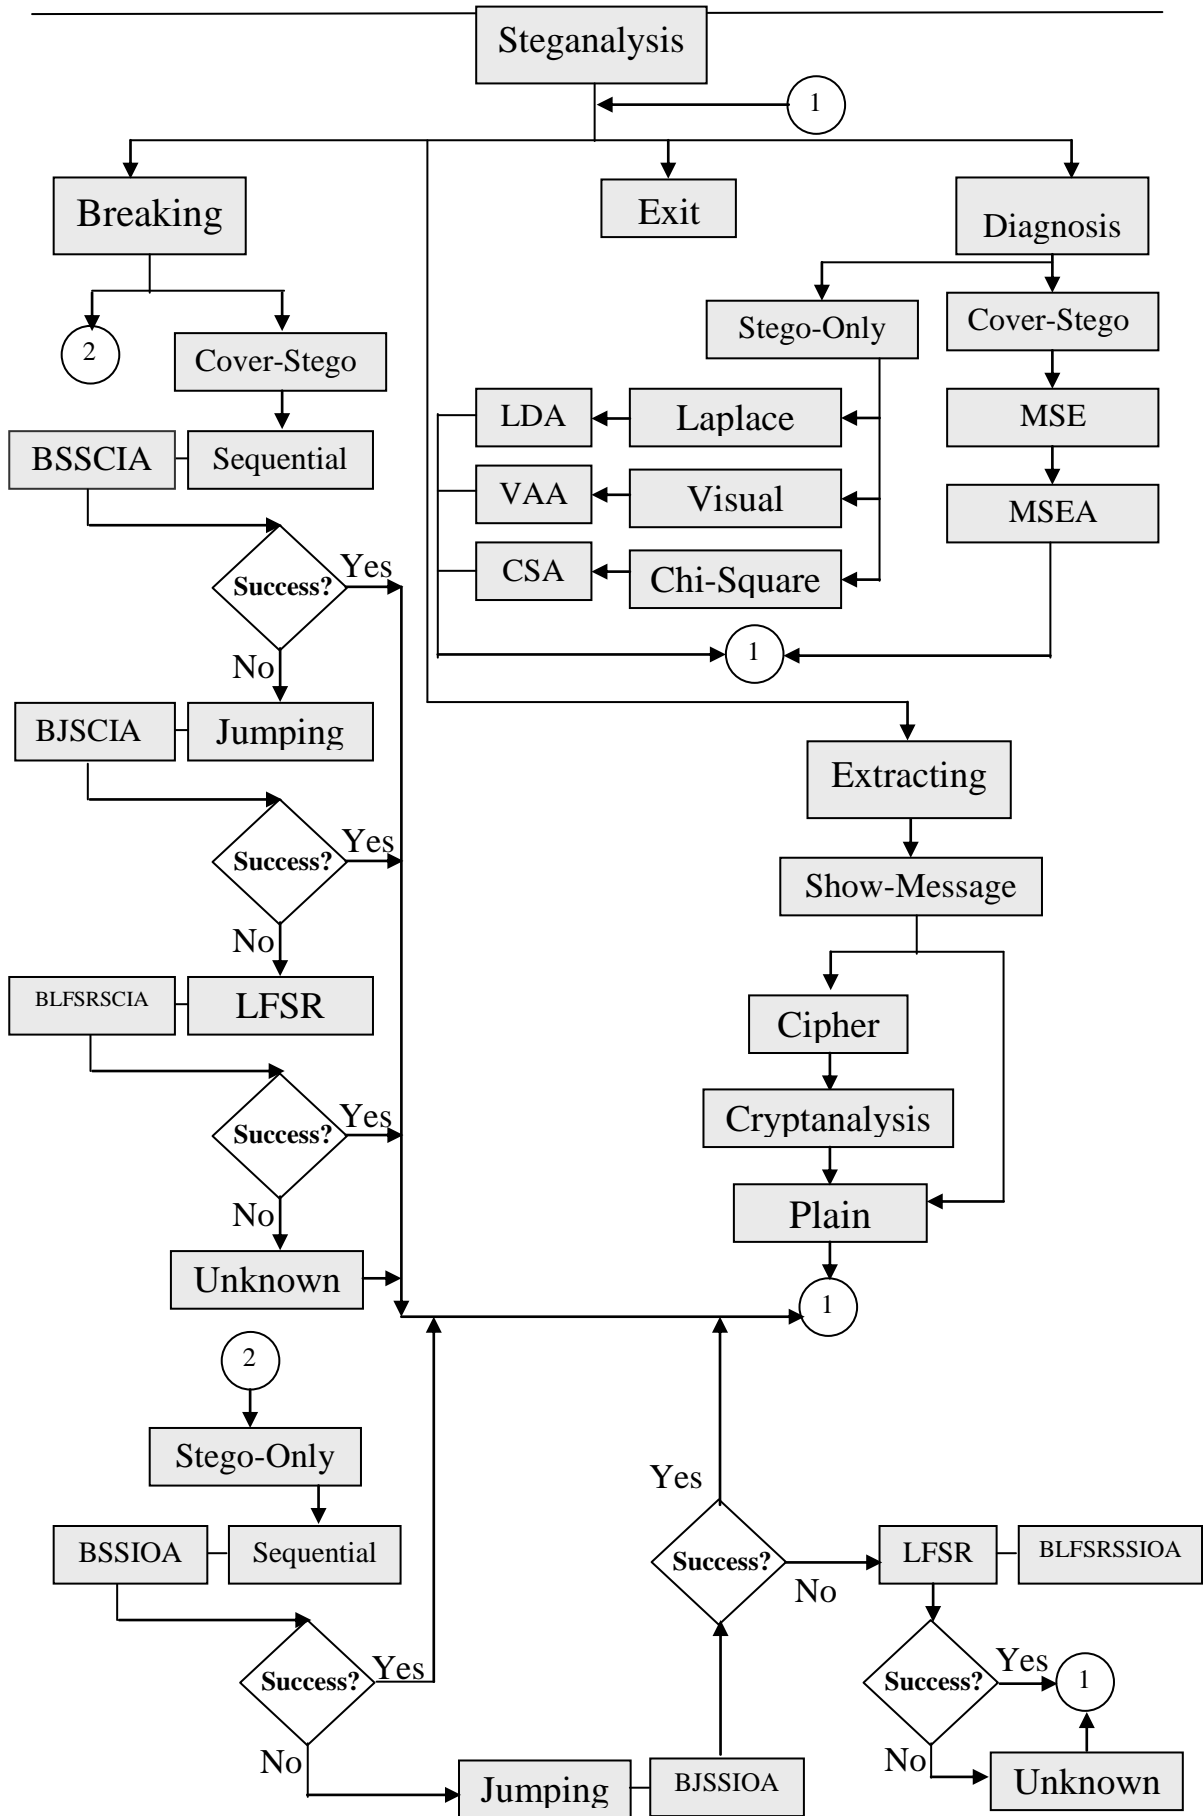 Steganalysis
1
Breaking
Exit
Diagnosis
2
Cover-Stego
Stego-Only
Cover-Stego
LDA
Laplace
MSE
BSSCIA
Sequential
VAA
Visual
MSEA
CSA
Chi-Square
Success?
Yes
No
1
BJSCIA
Jumping
Extracting
Success?
Yes
No
Show-Message
BLFSRSCIA
LFSR
Cipher
Success?
Yes
No
Cryptanalysis
Plain
Unknown
1
2
Stego-Only
Yes
BSSIOA
Sequential
Success?
No
LFSR
BLFSRSSIOA
Success?
Yes
No
Success?
Yes
1
No
Jumping
BJSSIOA
Unknown